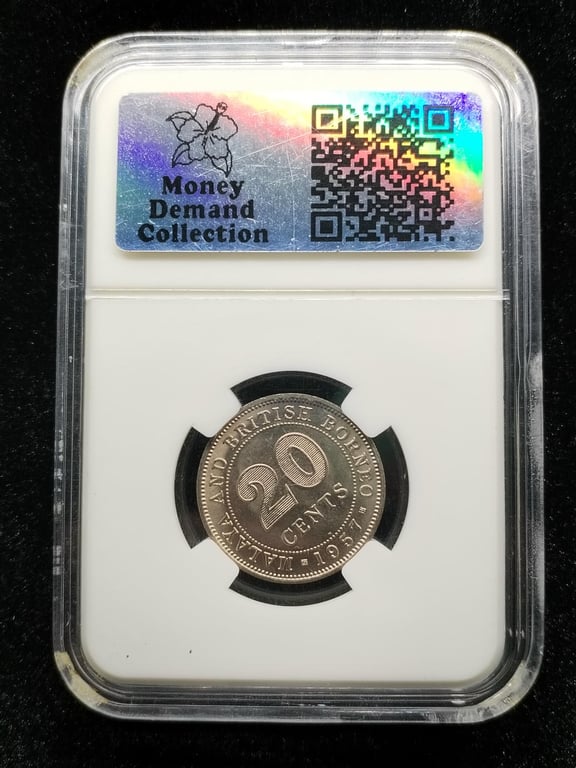 Money
Demand
Collection
MALAYA AND BRITISH BORNEO
20
CENTS
1957